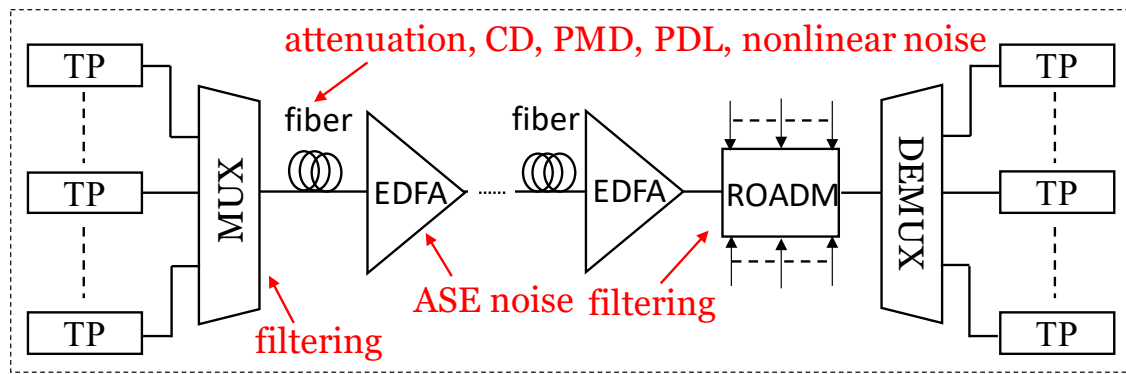 attenuation, CD, PMD, PDL, nonlinear noise
TP
TP
TP
MUX
fiber
EDFA
......
fiber
EDFA
ROADM
DEMUX
TP
TP
TP
filtering
ASE noise
filtering